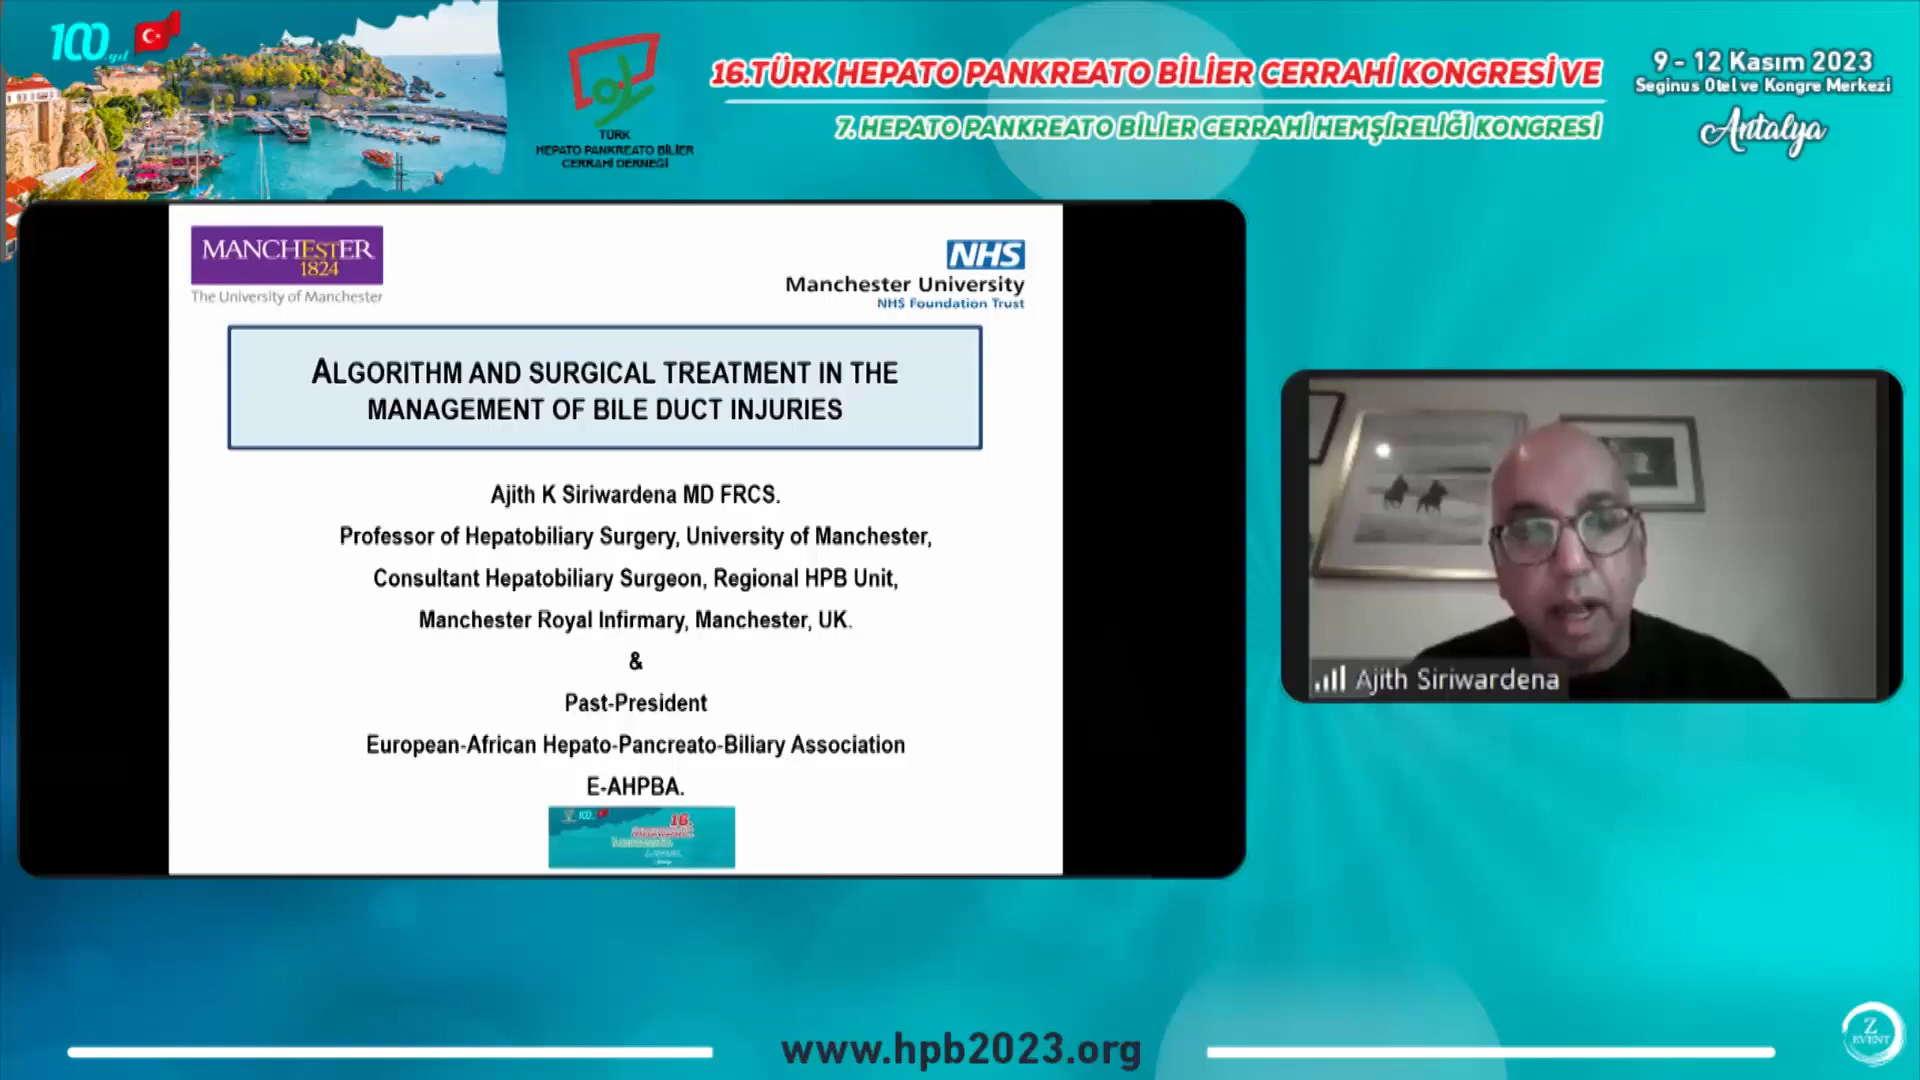 100.yıl
TÜRK
HEPATO PANKREATO BİLİER
CERRAHİ DERNEĞİ
16.TÜRK HEPATO PANKREATO BİLİER CERRAHİ KONGRESİ VE
7. HEPATO PANKREATO BİLİER CERRAHİ HEMŞİRELİĞİ KONGRESİ
9 - 12 Kasım 2023
Seginus Otel ve Kongre Merkezi
Antalya
MANCHESTER
1824
The University of Manchester
NHS
Manchester University
NHS Foundation Trust
ALGORITHM AND SURGICAL TREATMENT IN THE
MANAGEMENT OF BILE DUCT INJURIES
Ajith K Siriwardena MD FRCS.
Professor of Hepatobiliary Surgery, University of Manchester,
Consultant Hepatobiliary Surgeon, Regional HPB Unit,
Manchester Royal Infirmary, Manchester, UK.
&
Past-President
European-African Hepato-Pancreato-Biliary Association
E-AHPBA.
100
16.
Ajith Siriwardena
www.hpb2023.org
Z
EVENT